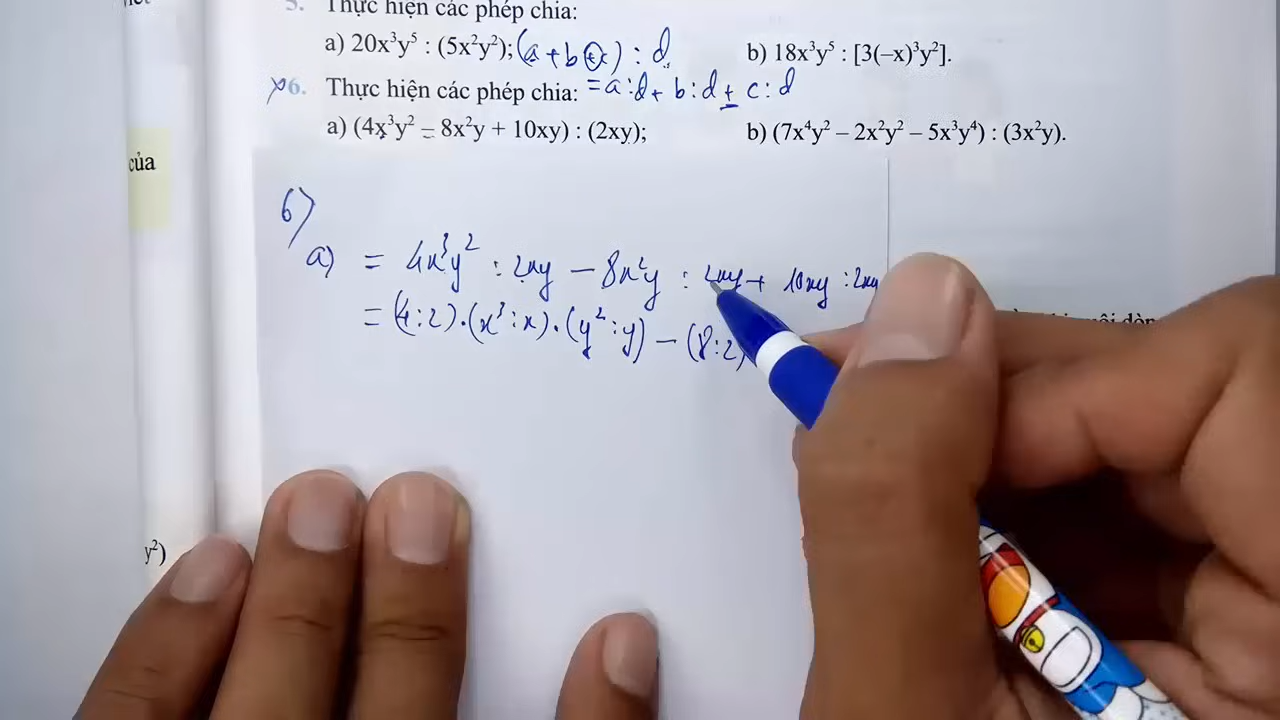 5. Thực hiện các phép chia:
a) 20x³y⁵ : (5x²y²); (a + b + c) : d
b) 18x³y⁵ : [3(–x)³y²].
6. Thực hiện các phép chia: = a : d + b : d + c : d
a) (4x³y² – 8x²y + 10xy) : (2xy);
b) (7x⁴y² – 2x²y² – 5x³y⁴) : (3x²y).
của
6)
a) = 4x³y² : 2xy – 8x²y : 2xy + 10xy : 2xy
= (4 : 2).(x³ : x).(y² : y) – (8 : 2)
y²)